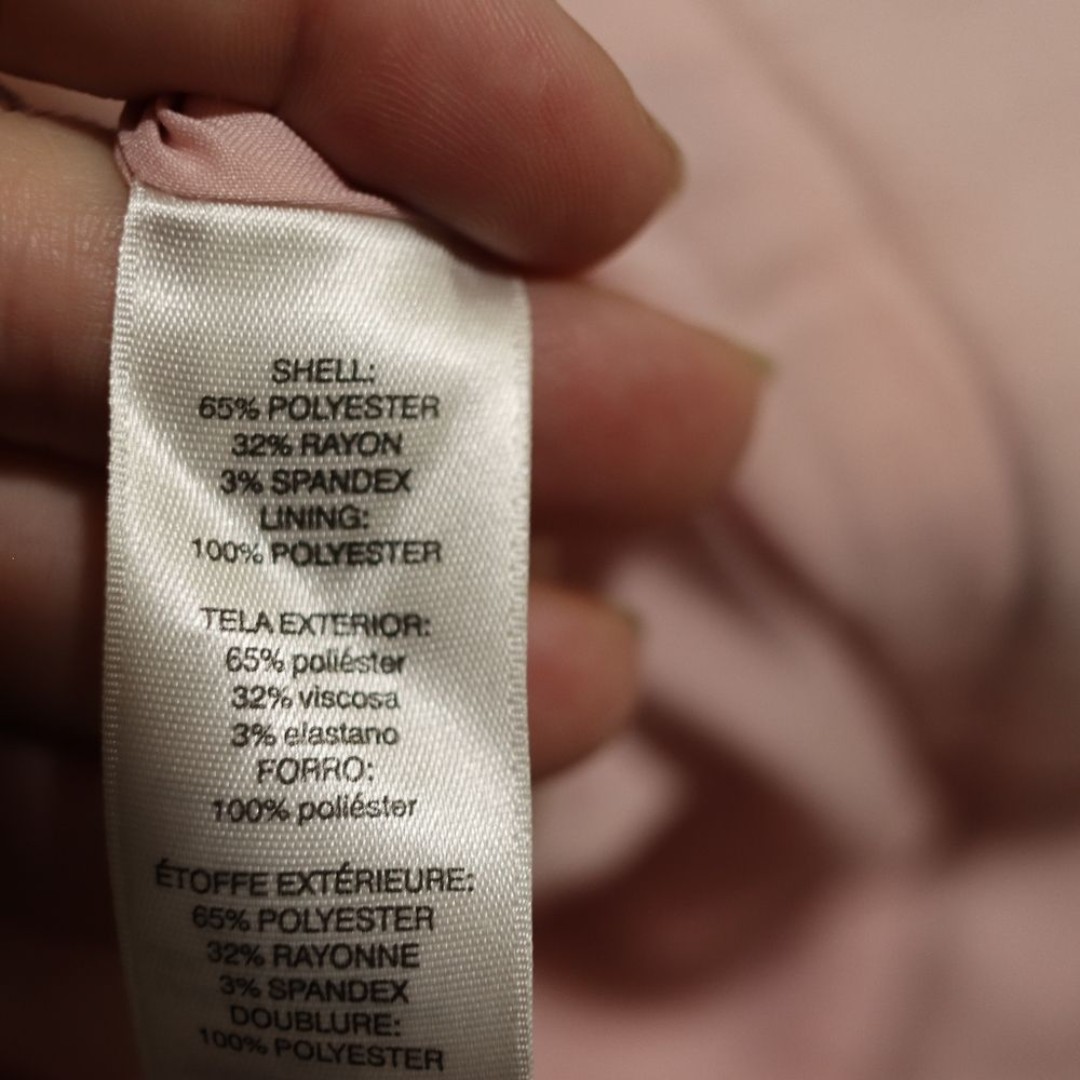 SHELL:
65% POLYESTER
32% RAYON
3% SPANDEX
LINING:
100% POLYESTER
TELA EXTERIOR:
65% poliéster
32% viscosa
3% elastano
FORRO:
100% poliéster
ÉTOFFE EXTÉRIEURE:
65% POLYESTER
32% RAYONNE
3% SPANDEX
DOUBLURE:
100% POLYESTER